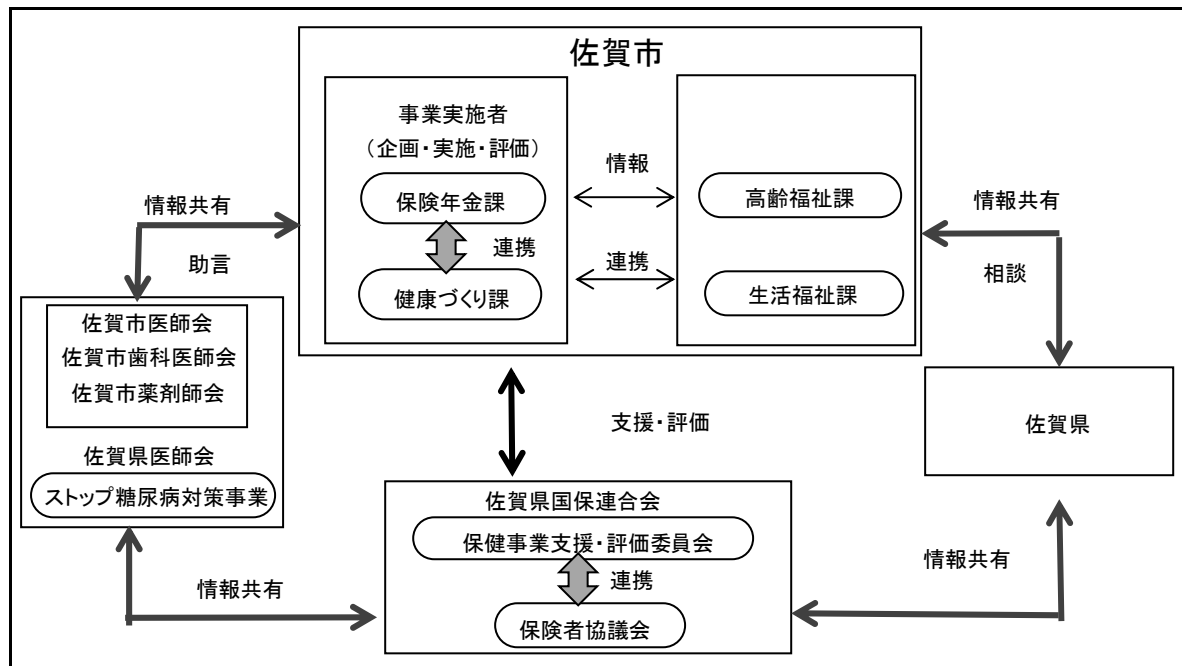 佐賀市
事業実施者
（企画・実施・評価）
保険年金課
連携
健康づくり課
情報
連携
高齢福祉課
生活福祉課
情報共有
助言
情報共有
相談
佐賀市医師会
佐賀市歯科医師会
佐賀市薬剤師会
佐賀県医師会
ストップ糖尿病対策事業
支援・評価
佐賀県
佐賀県国保連合会
保健事業支援・評価委員会
連携
保険者協議会
情報共有
情報共有